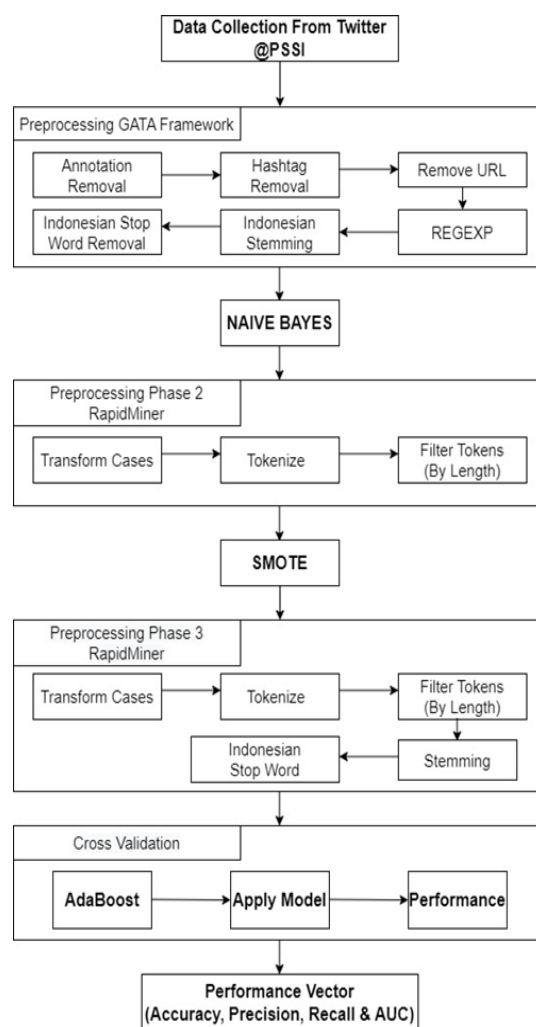 Data Collection From Twitter
@PSSI
Preprocessing GATA Framework
Annotation
Removal
Hashtag
Removal
Remove URL
Indonesian Stop
Word Removal
Indonesian
Stemming
REGEXP
NAIVE BAYES
Preprocessing Phase 2
RapidMiner
Transform Cases
Tokenize
Filter Tokens
(By Length)
SMOTE
Preprocessing Phase 3
RapidMiner
Transform Cases
Tokenize
Filter Tokens
(By Length)
Indonesian
Stop Word
Stemming
Cross Validation
AdaBoost
Apply Model
Performance
Performance Vector
(Accuracy, Precision, Recall & AUC)